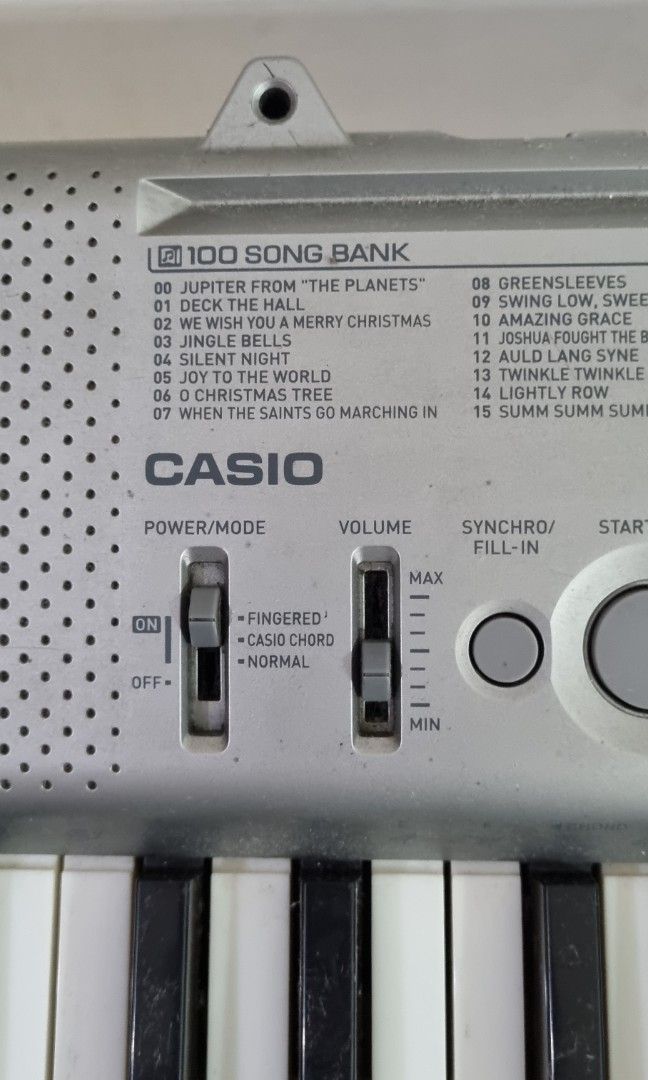 100 SONG BANK
00 JUPITER FROM "THE PLANETS"
01 DECK THE HALL
02 WE WISH YOU A MERRY CHRISTMAS
03 JINGLE BELLS
04 SILENT NIGHT
05 JOY TO THE WORLD
06 O CHRISTMAS TREE
07 WHEN THE SAINTS GO MARCHING IN
08 GREENSLEEVES
09 SWING LOW,
10 AMAZING GRACE
11 JOSHUA FOUGHT THE
12 AULD LANG SYNE
13 TWINKLE TWINKLE
14 LIGHTLY ROW
15 SUMM SUMM
CASIO
POWER/MODE
ON
OFF
FINGERED
CASIO CHORD
NORMAL
VOLUME
MAX
MIN
SYNCHRO/
FILL-IN
START